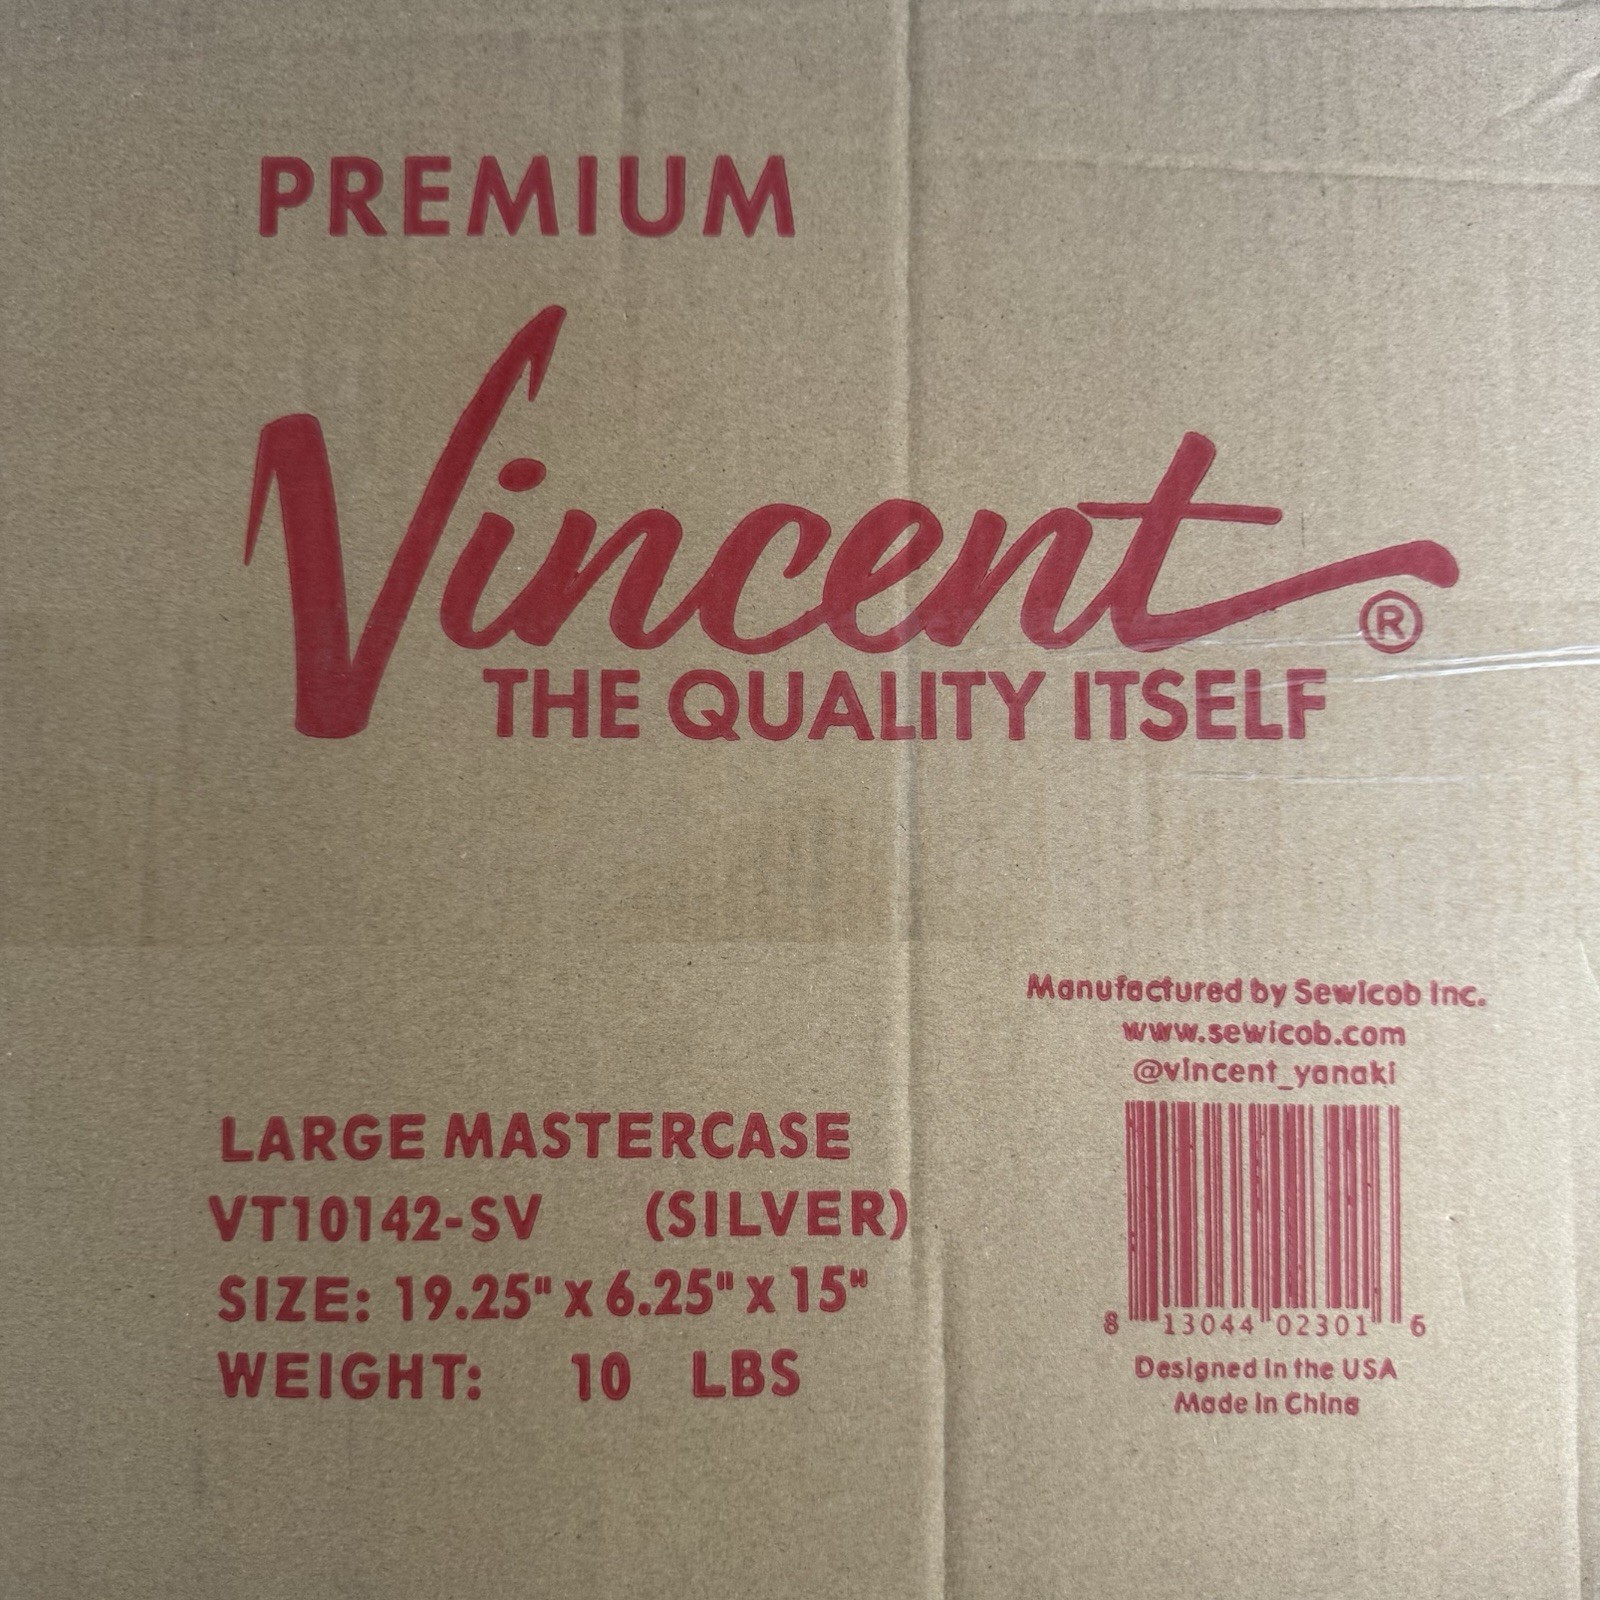 PREMIUM
Vincent®
THE QUALITY ITSELF
LARGE MASTERCASE
VT10142-SV (SILVER)
SIZE: 19.25" x 6.25" x 15"
WEIGHT: 10 LBS
Manufactured by Sewicob Inc.
www.sewicob.com
@vincent_yanaki
8 13044 02301 6
Designed in the USA
Made in China